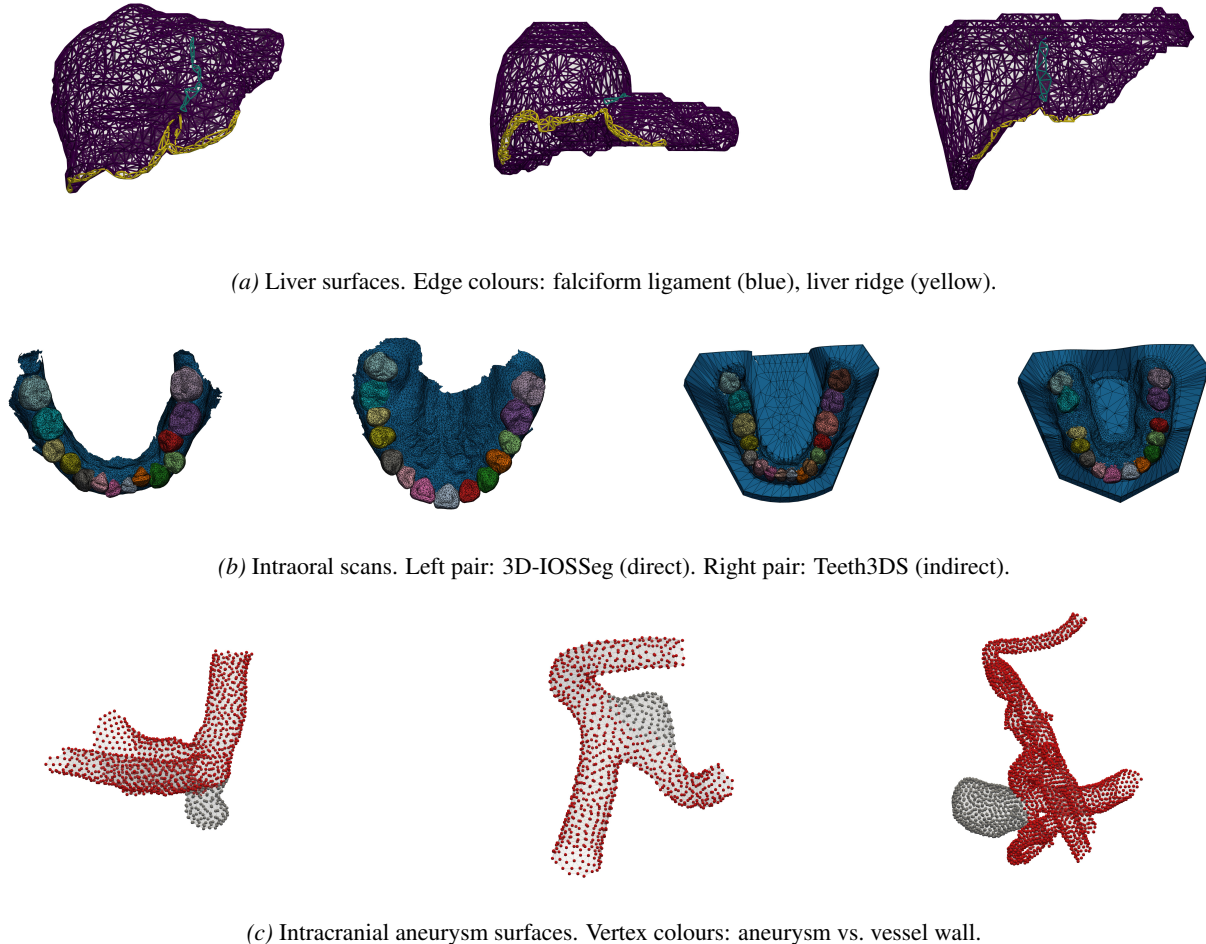 (a) Liver surfaces. Edge colours: falciform ligament (blue), liver ridge (yellow).
(b) Intraoral scans. Left pair: 3D-IOSSeg (direct). Right pair: Teeth3DS (indirect).
(c) Intracranial aneurysm surfaces. Vertex colours: aneurysm vs. vessel wall.